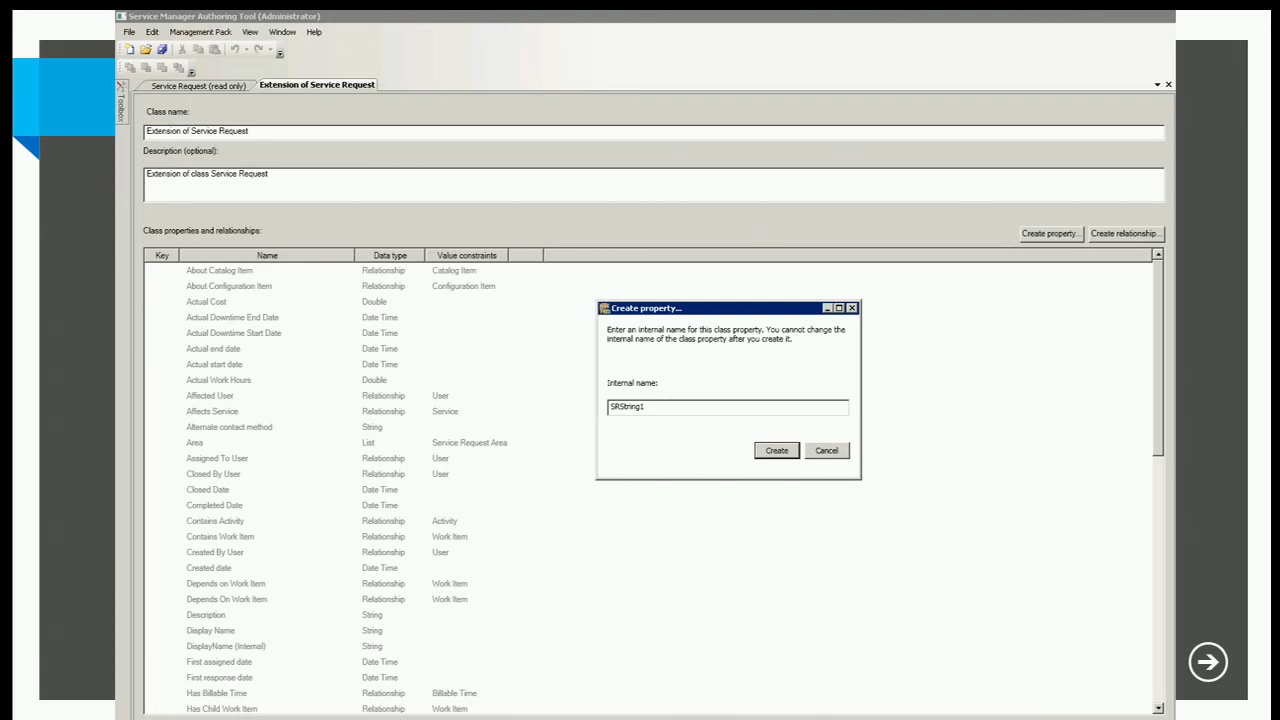 Service Manager Authoring Tool (Administrator)
File Edit Management Pack View Window Help
Toolbox
Service Request (read only) Extension of Service Request
Class name:
Extension of Service Request
Description (optional):
Extension of class Service Request
Class properties and relationships:
Create property... Create relationship...
Key Name Data type Value constraints
About Catalog Item Relationship Catalog Item
About Configuration Item Relationship Configuration Item
Actual Cost Double
Actual Downtime End Date Date Time
Actual Downtime Start Date Date Time
Actual end date Date Time
Actual start date Date Time
Actual Work Hours Double
Affected User Relationship User
Affects Service Relationship Service
Alternate contact method String
Area List Service Request Area
Assigned To User Relationship User
Closed By User Relationship User
Closed Date Date Time
Completed Date Date Time
Contains Activity Relationship Activity
Contains Work Item Relationship Work Item
Created By User Relationship User
Created date Date Time
Depends on Work Item Relationship Work Item
Depends On Work Item Relationship Work Item
Description String
Display Name String
DisplayName (Internal) String
First assigned date Date Time
First response date Date Time
Has Billable Time Relationship Billable Time
Has Child Work Item Relationship Work Item
Create property...
Enter an internal name for this class property. You cannot change the
internal name of the class property after you create it.
Internal name:
SRString1
Create Cancel